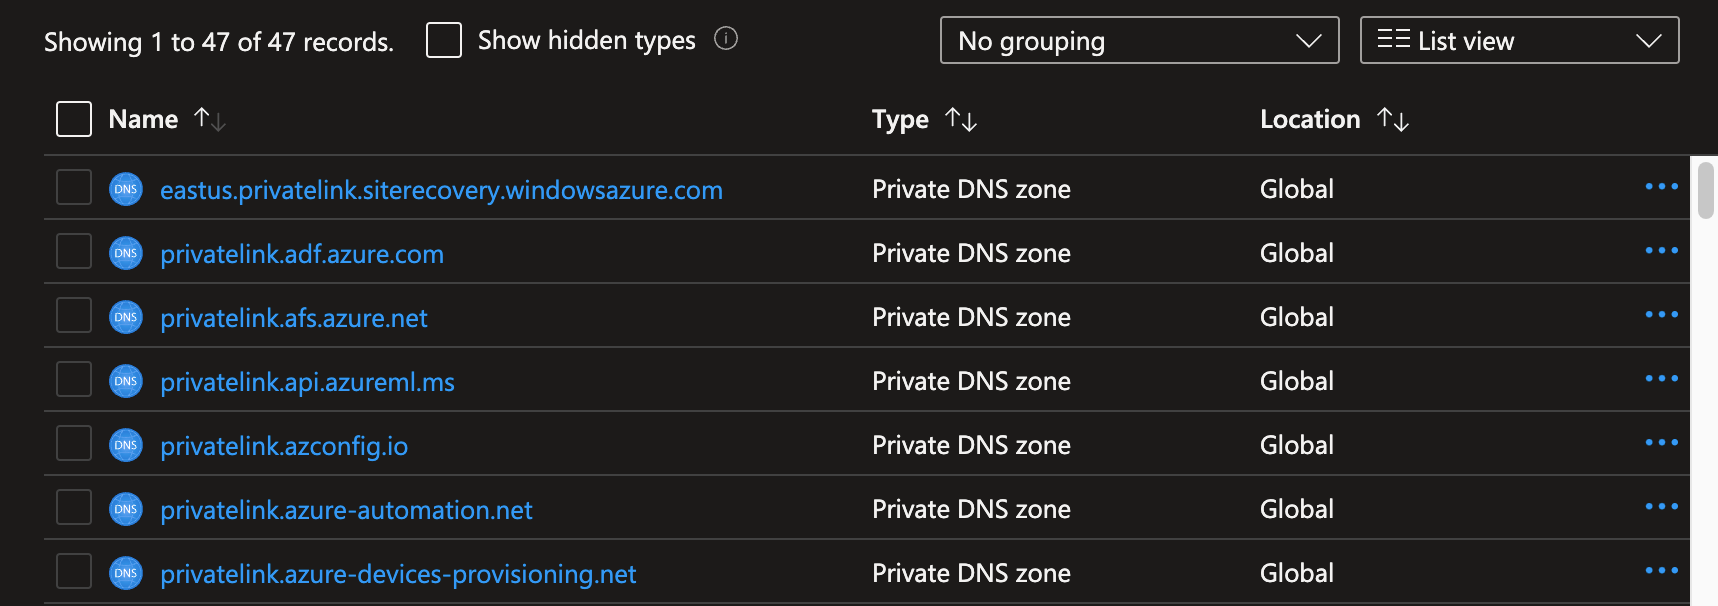 Showing 1 to 47 of 47 records. Show hidden types No grouping List view
Name Type Location
DNS eastus.privatelink.siterecovery.windowsazure.com Private DNS zone Global
DNS privatelink.adf.azure.com Private DNS zone Global
DNS privatelink.afs.azure.net Private DNS zone Global
DNS privatelink.api.azureml.ms Private DNS zone Global
DNS privatelink.azconfig.io Private DNS zone Global
DNS privatelink.azure-automation.net Private DNS zone Global
DNS privatelink.azure-devices-provisioning.net Private DNS zone Global